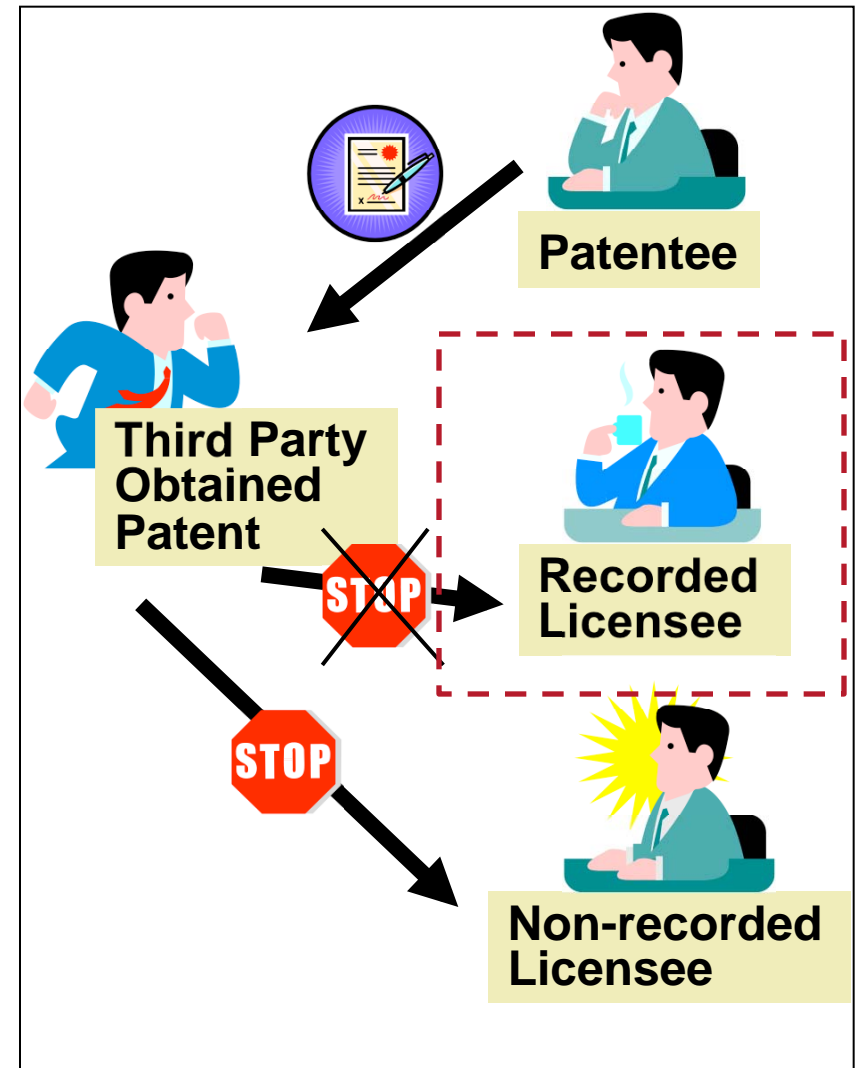 Patentee
Third Party
Obtained
Patent
STOP
Recorded
Licensee
STOP
Non-recorded
Licensee